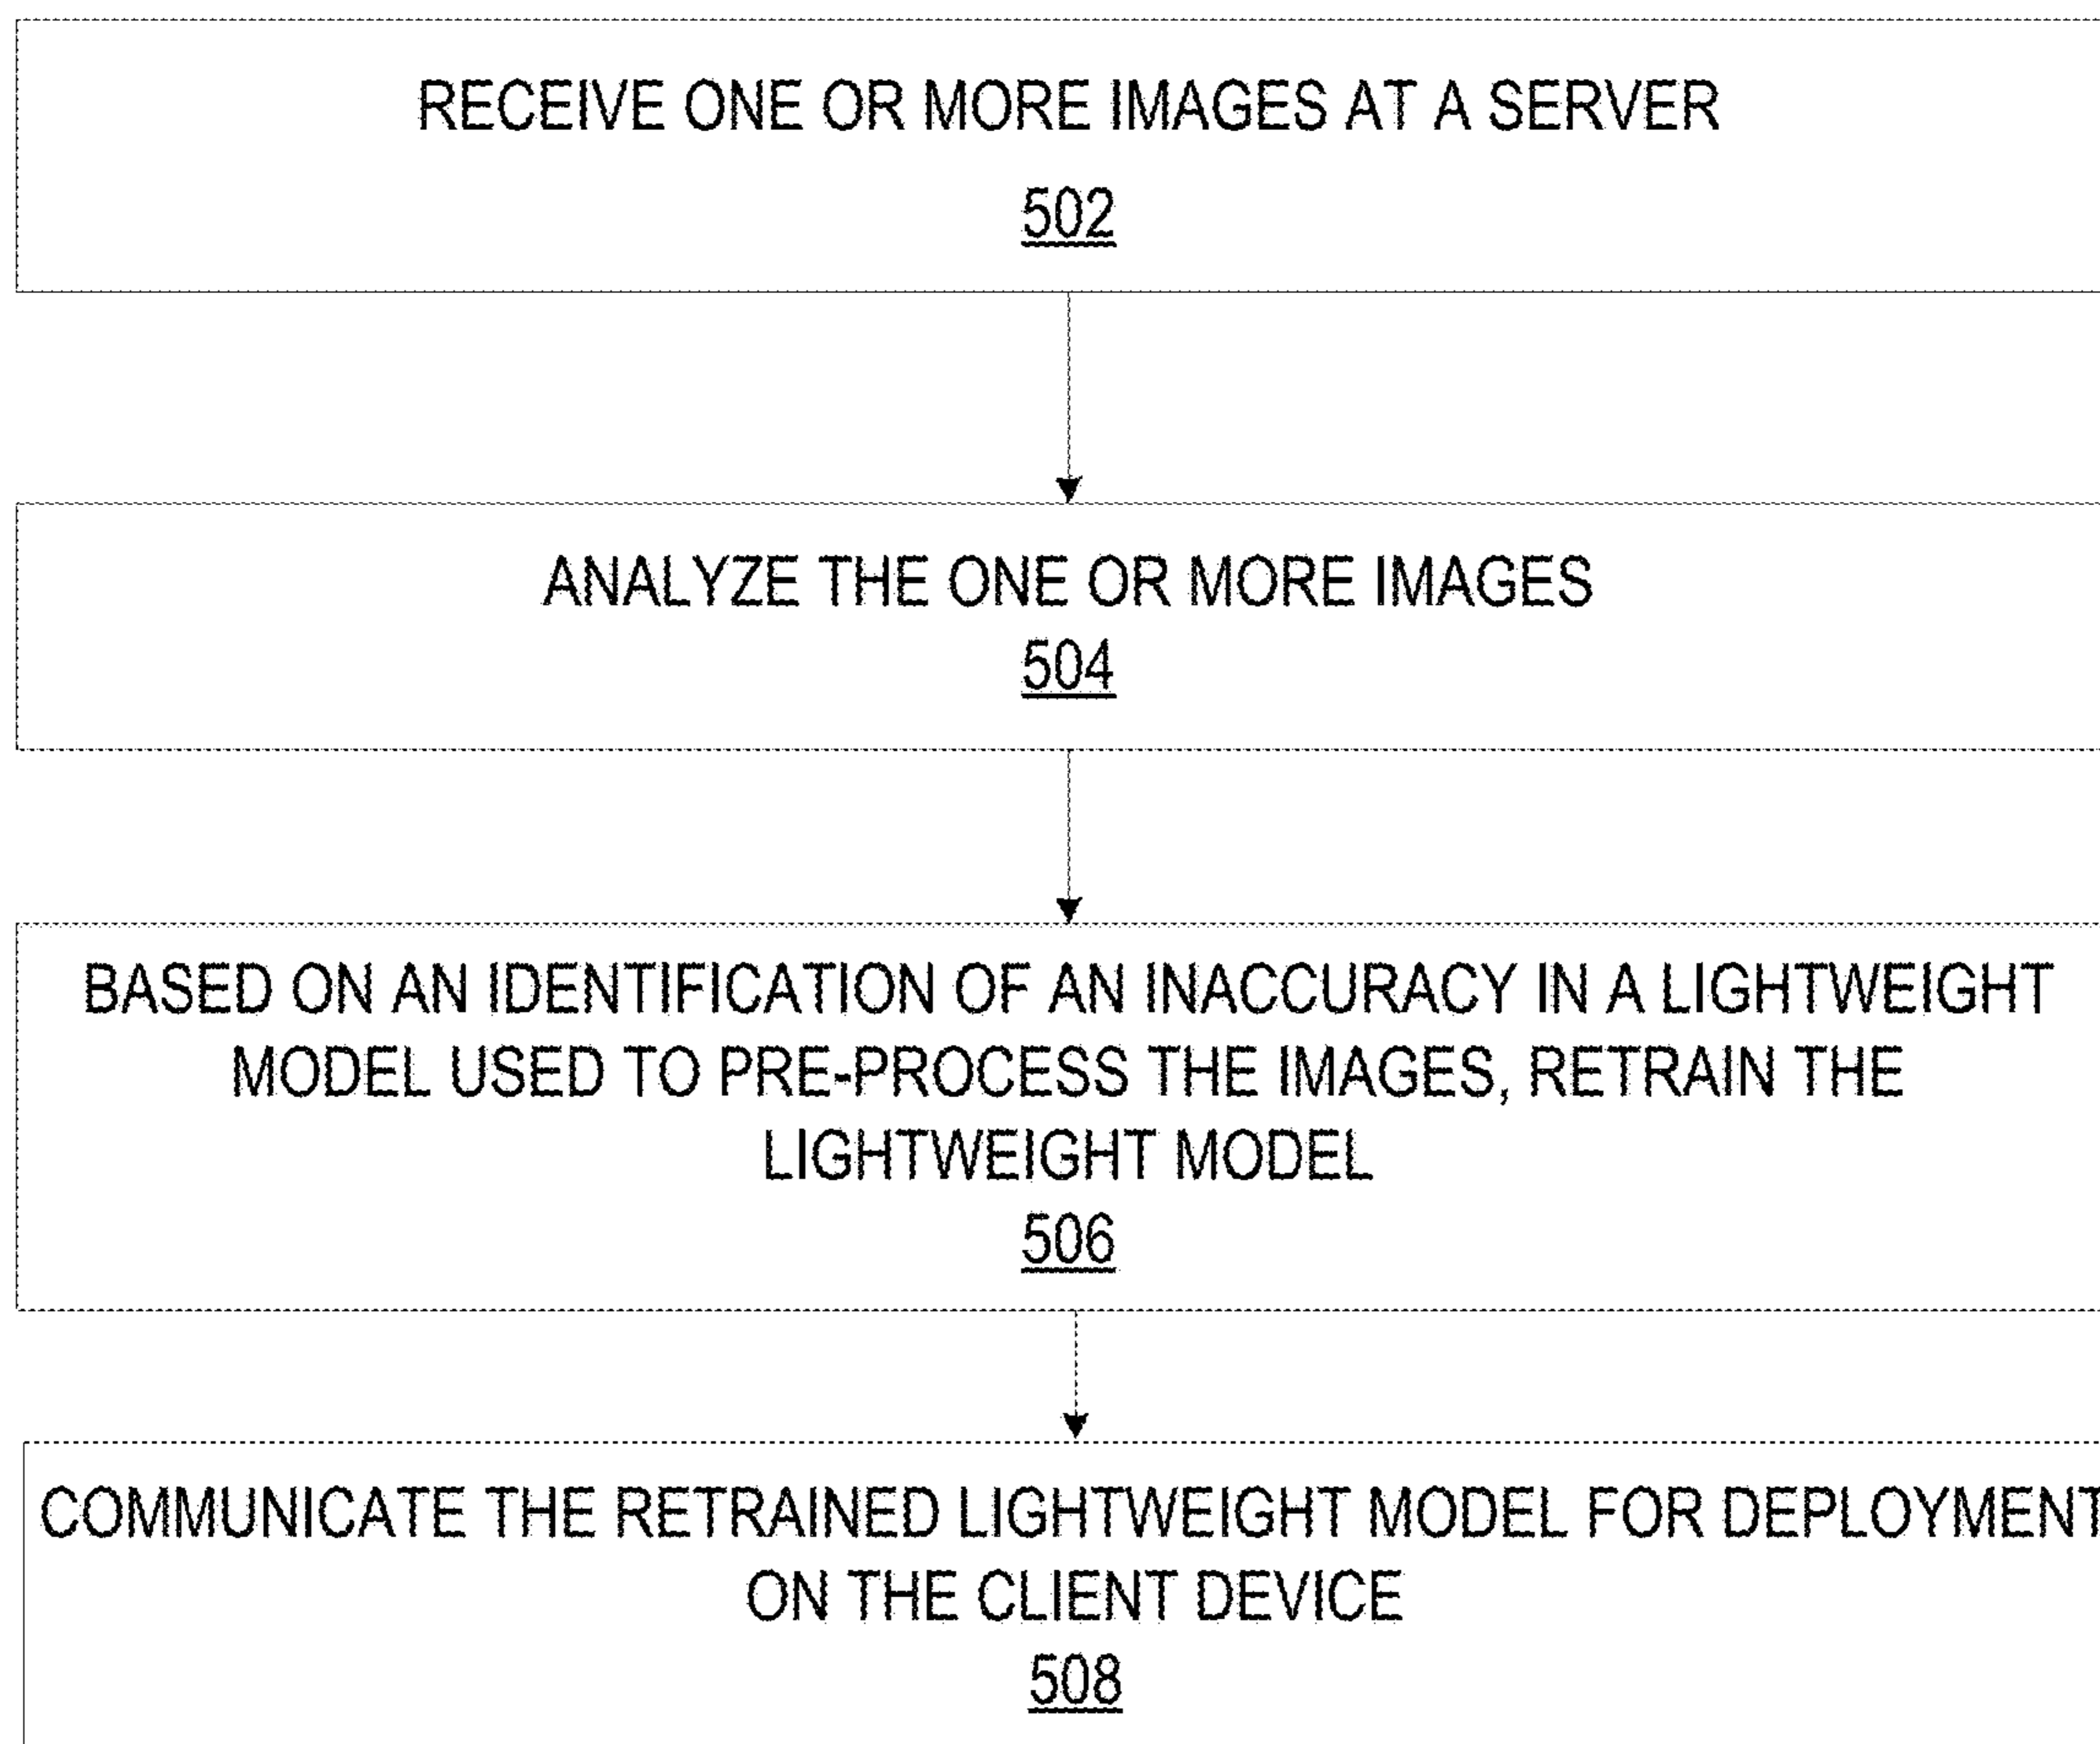 RECEIVE ONE OR MORE IMAGES AT A SERVER
502
ANALYZE THE ONE OR MORE IMAGES
504
BASED ON AN IDENTIFICATION OF AN INACCURACY IN A LIGHTWEIGHT
MODEL USED TO PRE-PROCESS THE IMAGES, RETRAIN THE
LIGHTWEIGHT MODEL
506
COMMUNICATE THE RETRAINED LIGHTWEIGHT MODEL FOR DEPLOYMENT
ON THE CLIENT DEVICE
508